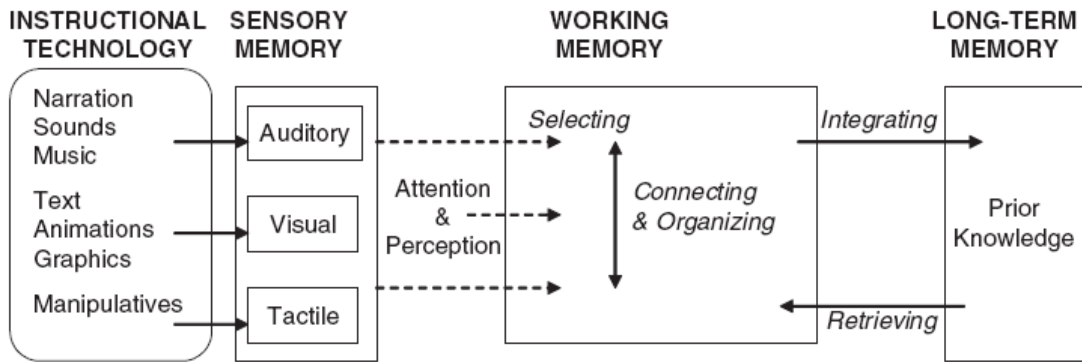 INSTRUCTIONAL
TECHNOLOGY
SENSORY
MEMORY
WORKING
MEMORY
LONG-TERM
MEMORY
Narration
Sounds
Music
Text
Animations
Graphics
Manipulatives
Auditory
Visual
Tactile
Attention
&
Perception
Selecting
Connecting
& Organizing
Integrating
Retrieving
Prior
Knowledge